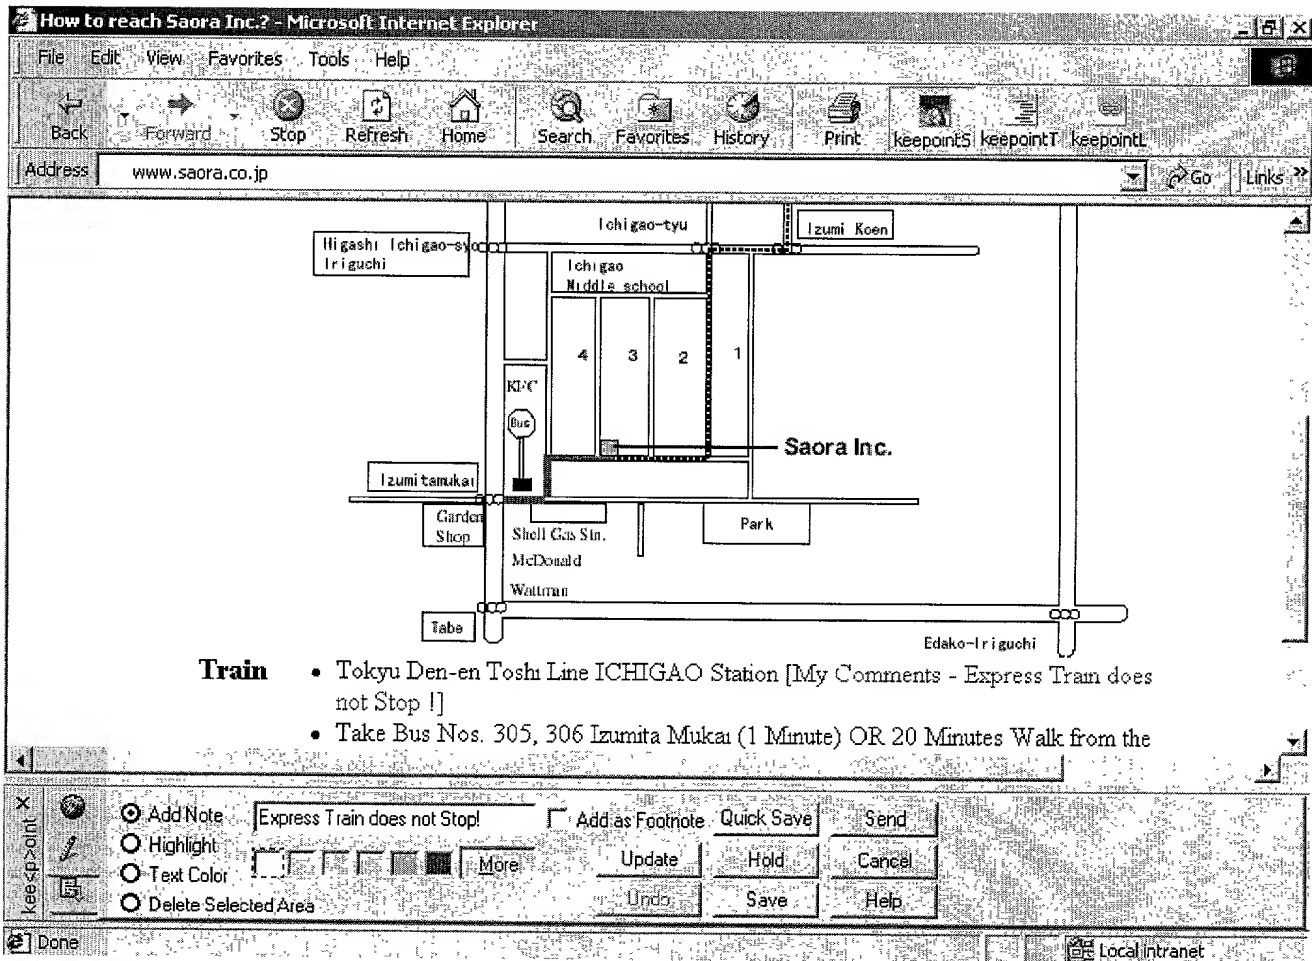 How to reach Saora Inc.? - Microsoft Internet Explorer
File Edit View Favorites Tools Help
Back Forward Stop Refresh Home Search Favorites History Print keepointS keepointT keepointL
Address www.saora.co.jp Go Links »
Ichigao-tyu
Izumi Koen
Higashi Ichigao-syo
Iriguchi
Ichigao
Middle school
4 3 2 1
KFC
Bus
Saora Inc.
Izumitamukai
Garden
Shop
Shell Gas Stn.
Park
McDonald
Wattman
Tabe
Edako-Iriguchi
Train • Tokyu Den-en Toshi Line ICHIGAO Station [My Comments - Express Train does
not Stop !]
• Take Bus Nos. 305, 306 Izumita Mukai (1 Minute) OR 20 Minutes Walk from the
kee<p>oint
Add Note Express Train does not Stop! Add as Footnote Quick Save Send
Highlight
Text Color More Update Hold Cancel
Delete Selected Area Undo Save Help
Done Local intranet